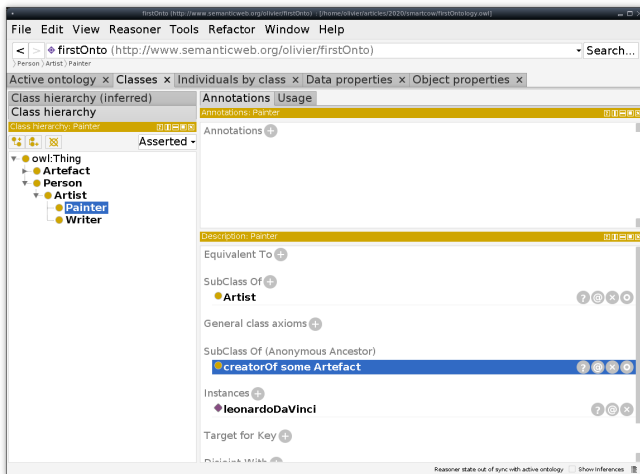 firstOnto (http://www.semanticweb.org/olivier/firstOnto) : [/home/olivier/articles/2020/smartcow/firstOntology.owl]
File Edit View Reasoner Tools Refactor Window Help
< > firstOnto (http://www.semanticweb.org/olivier/firstOnto) Search...
Person Artist Painter
Active ontology × Classes × Individuals by class × Data properties × Object properties ×
Class hierarchy (inferred)
Class hierarchy
Class hierarchy: Painter
Asserted
owl:Thing
Artefact
Person
Artist
Painter
Writer
Annotations Usage
Annotations: Painter
Annotations
Description: Painter
Equivalent To
SubClass Of
Artist
General class axioms
SubClass Of (Anonymous Ancestor)
creatorOf some Artefact
Instances
leonardoDaVinci
Target for Key
Disjoint With
Reasoner state out of sync with active ontology Show Inferences